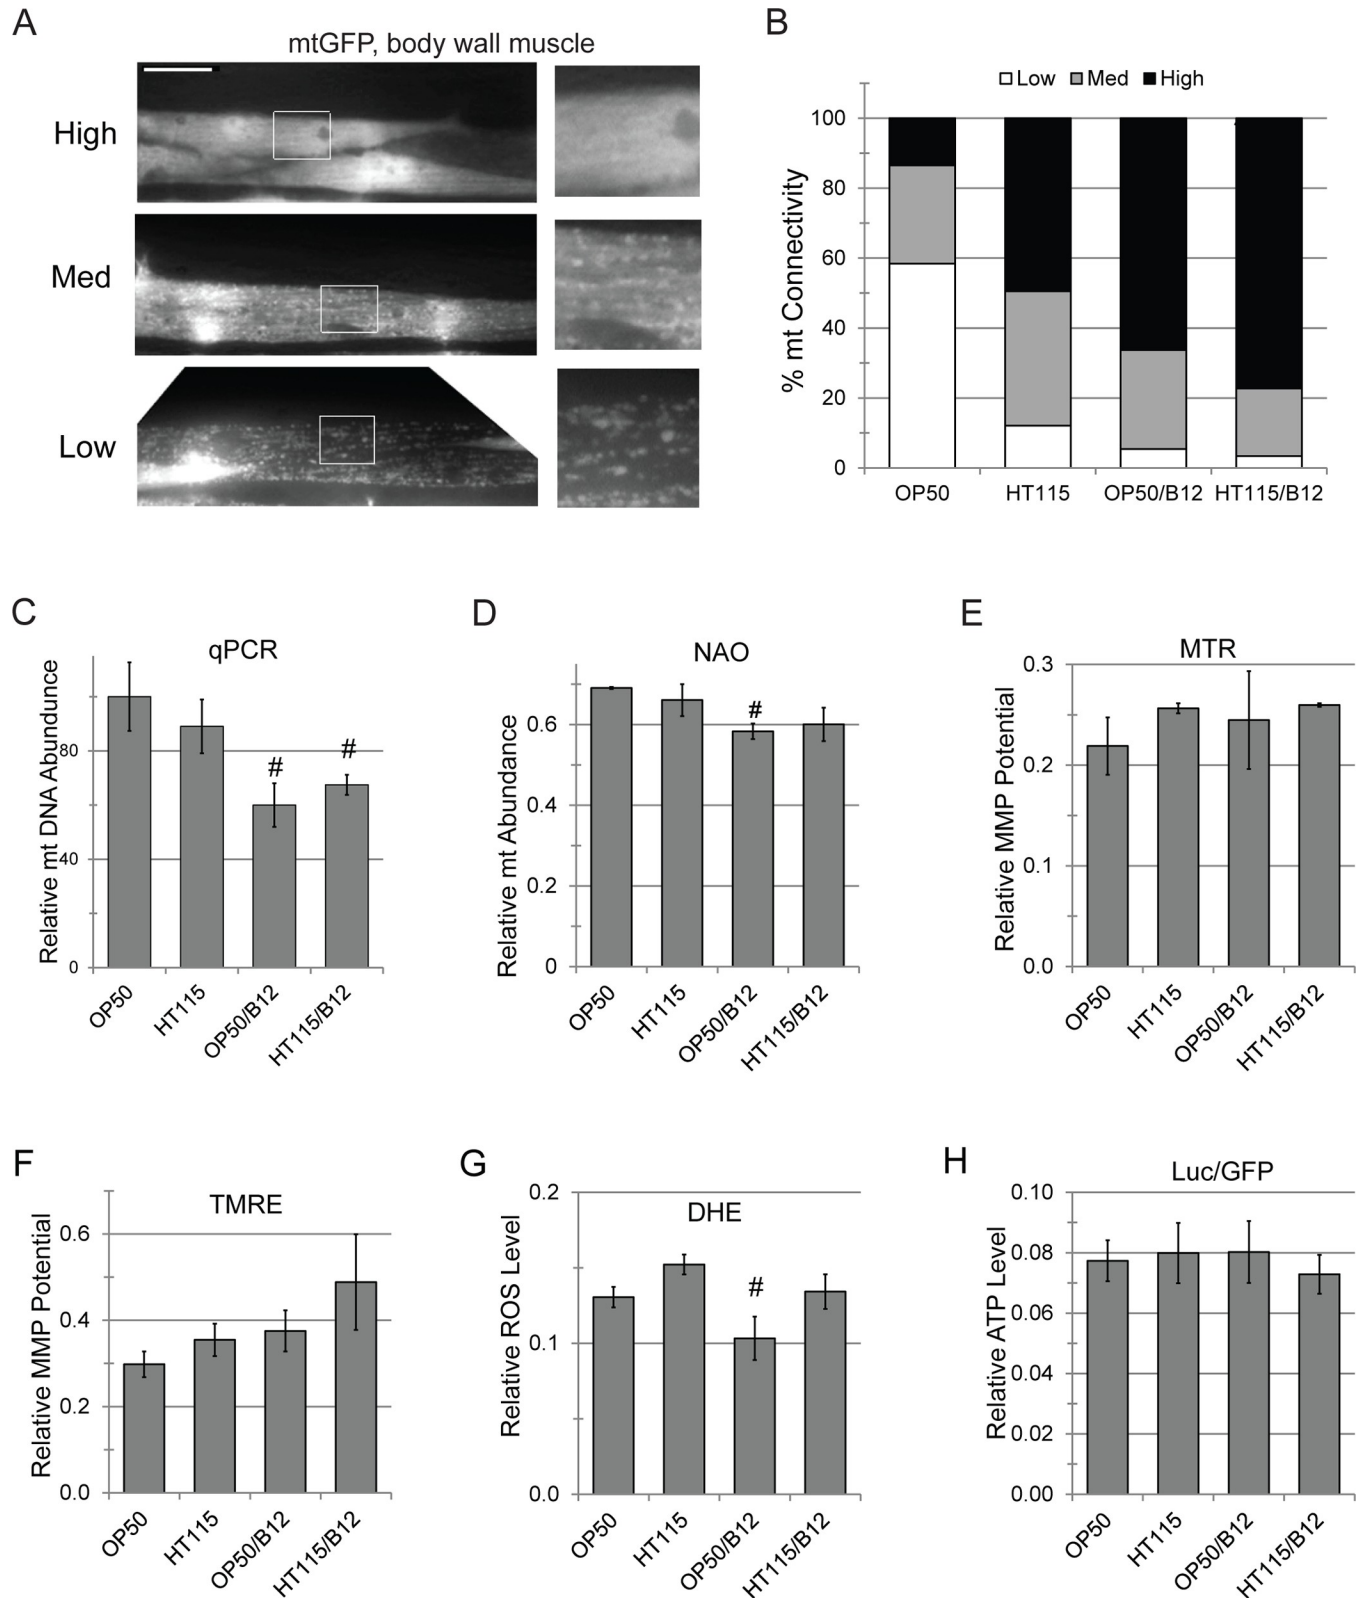 A
mtGFP, body wall muscle
High
Med
Low
B
Low Med High
% mt Connectivity
100
80
60
40
20
0
OP50 HT115 OP50/B12 HT115/B12
C
qPCR
Relative mt DNA Abundunce
80
40
0
OP50 HT115 OP50/B12 HT115/B12
# #
D
NAO
Relative mt Abundance
0.6
0.4
0.2
0
#
OP50 HT115 OP50/B12 HT115/B12
E
MTR
Relative MMP Potential
0.3
0.2
0.1
0.0
OP50 HT115 OP50/B12 HT115/B12
F
TMRE
Relative MMP Potential
0.6
0.4
0.2
0.0
OP50 HT115 OP50/B12 HT115/B12
G
DHE
Relative ROS Level
0.2
0.1
0.0
#
OP50 HT115 OP50/B12 HT115/B12
H
Luc/GFP
Relative ATP Level
0.10
0.08
0.06
0.04
0.02
0.00
OP50 HT115 OP50/B12 HT115/B12